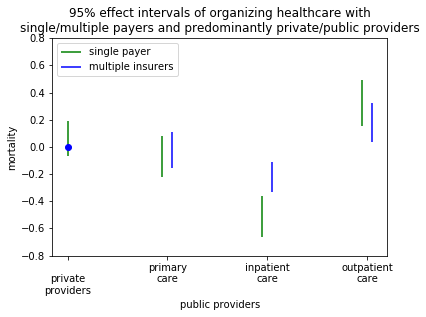 95% effect intervals of organizing healthcare with
single/multiple payers and predominantly private/public providers
single payer
multiple insurers
mortality
0.8
0.6
0.4
0.2
0.0
−0.2
−0.4
−0.6
−0.8
private
providers
primary
care
inpatient
care
outpatient
care
public providers